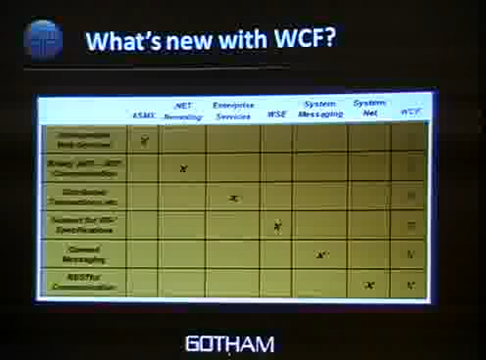 What's new with WCF?
ASMX .NET Remoting Enterprise Services WSE System Messaging System Net WCF
Interoperable Web Services X
Binary .NET - .NET Communication X
Distributed Transactions, etc. X
Support for WS-* Specifications X
Queued Messaging X
RESTful Communication X
GOTHAM